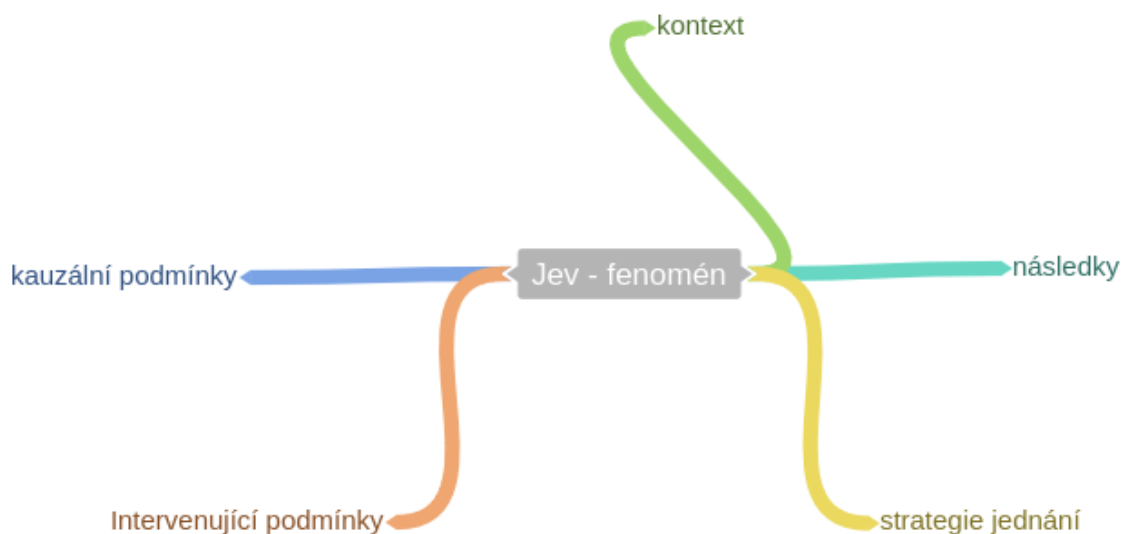 kontext
kauzální podmínky
Jev - fenomén
následky
Intervenující podmínky
strategie jednání